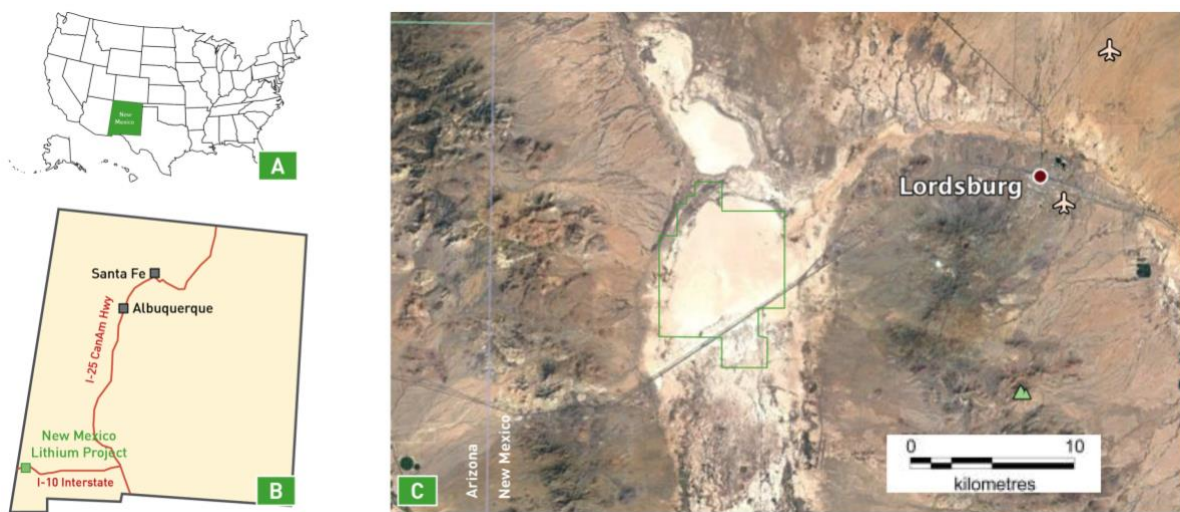 New
Mexico
A
Santa Fe
Albuquerque
I-25 CanAm Hwy
New Mexico
Lithium Project
I-10 Interstate
B
Lordsburg
Arizona
New Mexico
C
0
10
kilometres